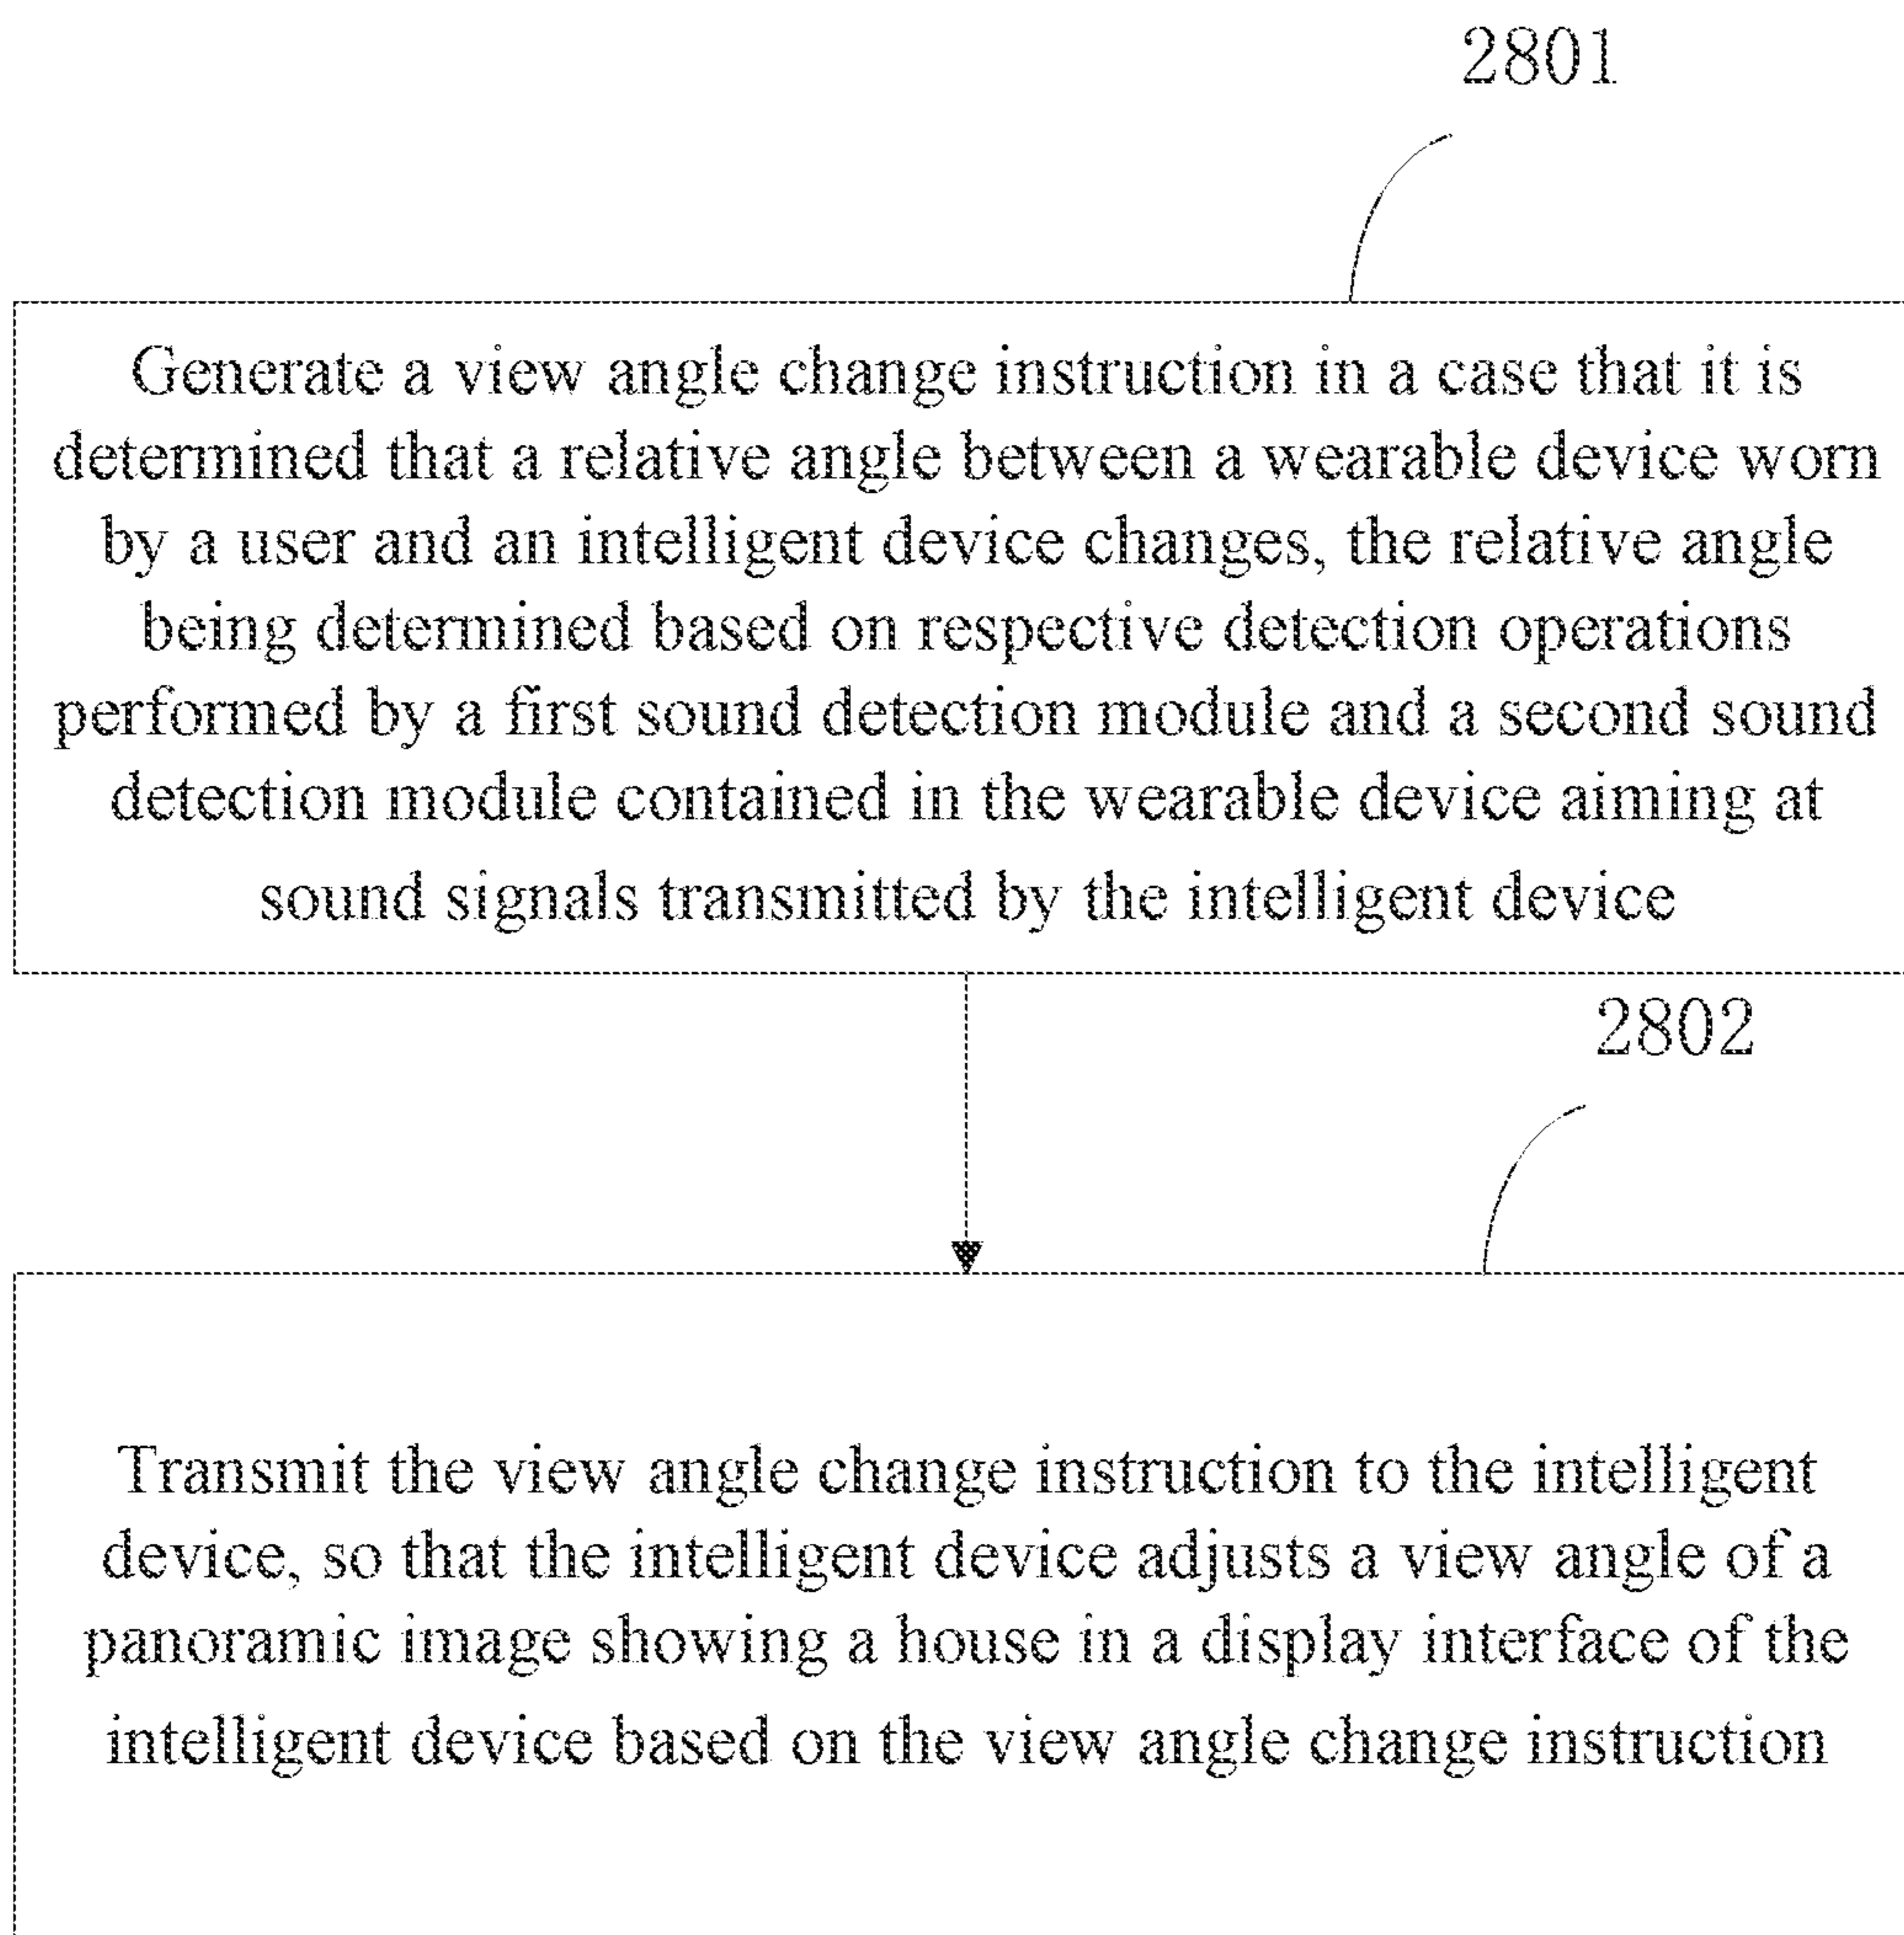 2801
Generate a view angle change instruction in a case that it is
determined that a relative angle between a wearable device worn
by a user and an intelligent device changes, the relative angle
being determined based on respective detection operations
performed by a first sound detection module and a second sound
detection module contained in the wearable device aiming at
sound signals transmitted by the intelligent device
2802
Transmit the view angle change instruction to the intelligent
device, so that the intelligent device adjusts a view angle of a
panoramic image showing a house in a display interface of the
intelligent device based on the view angle change instruction